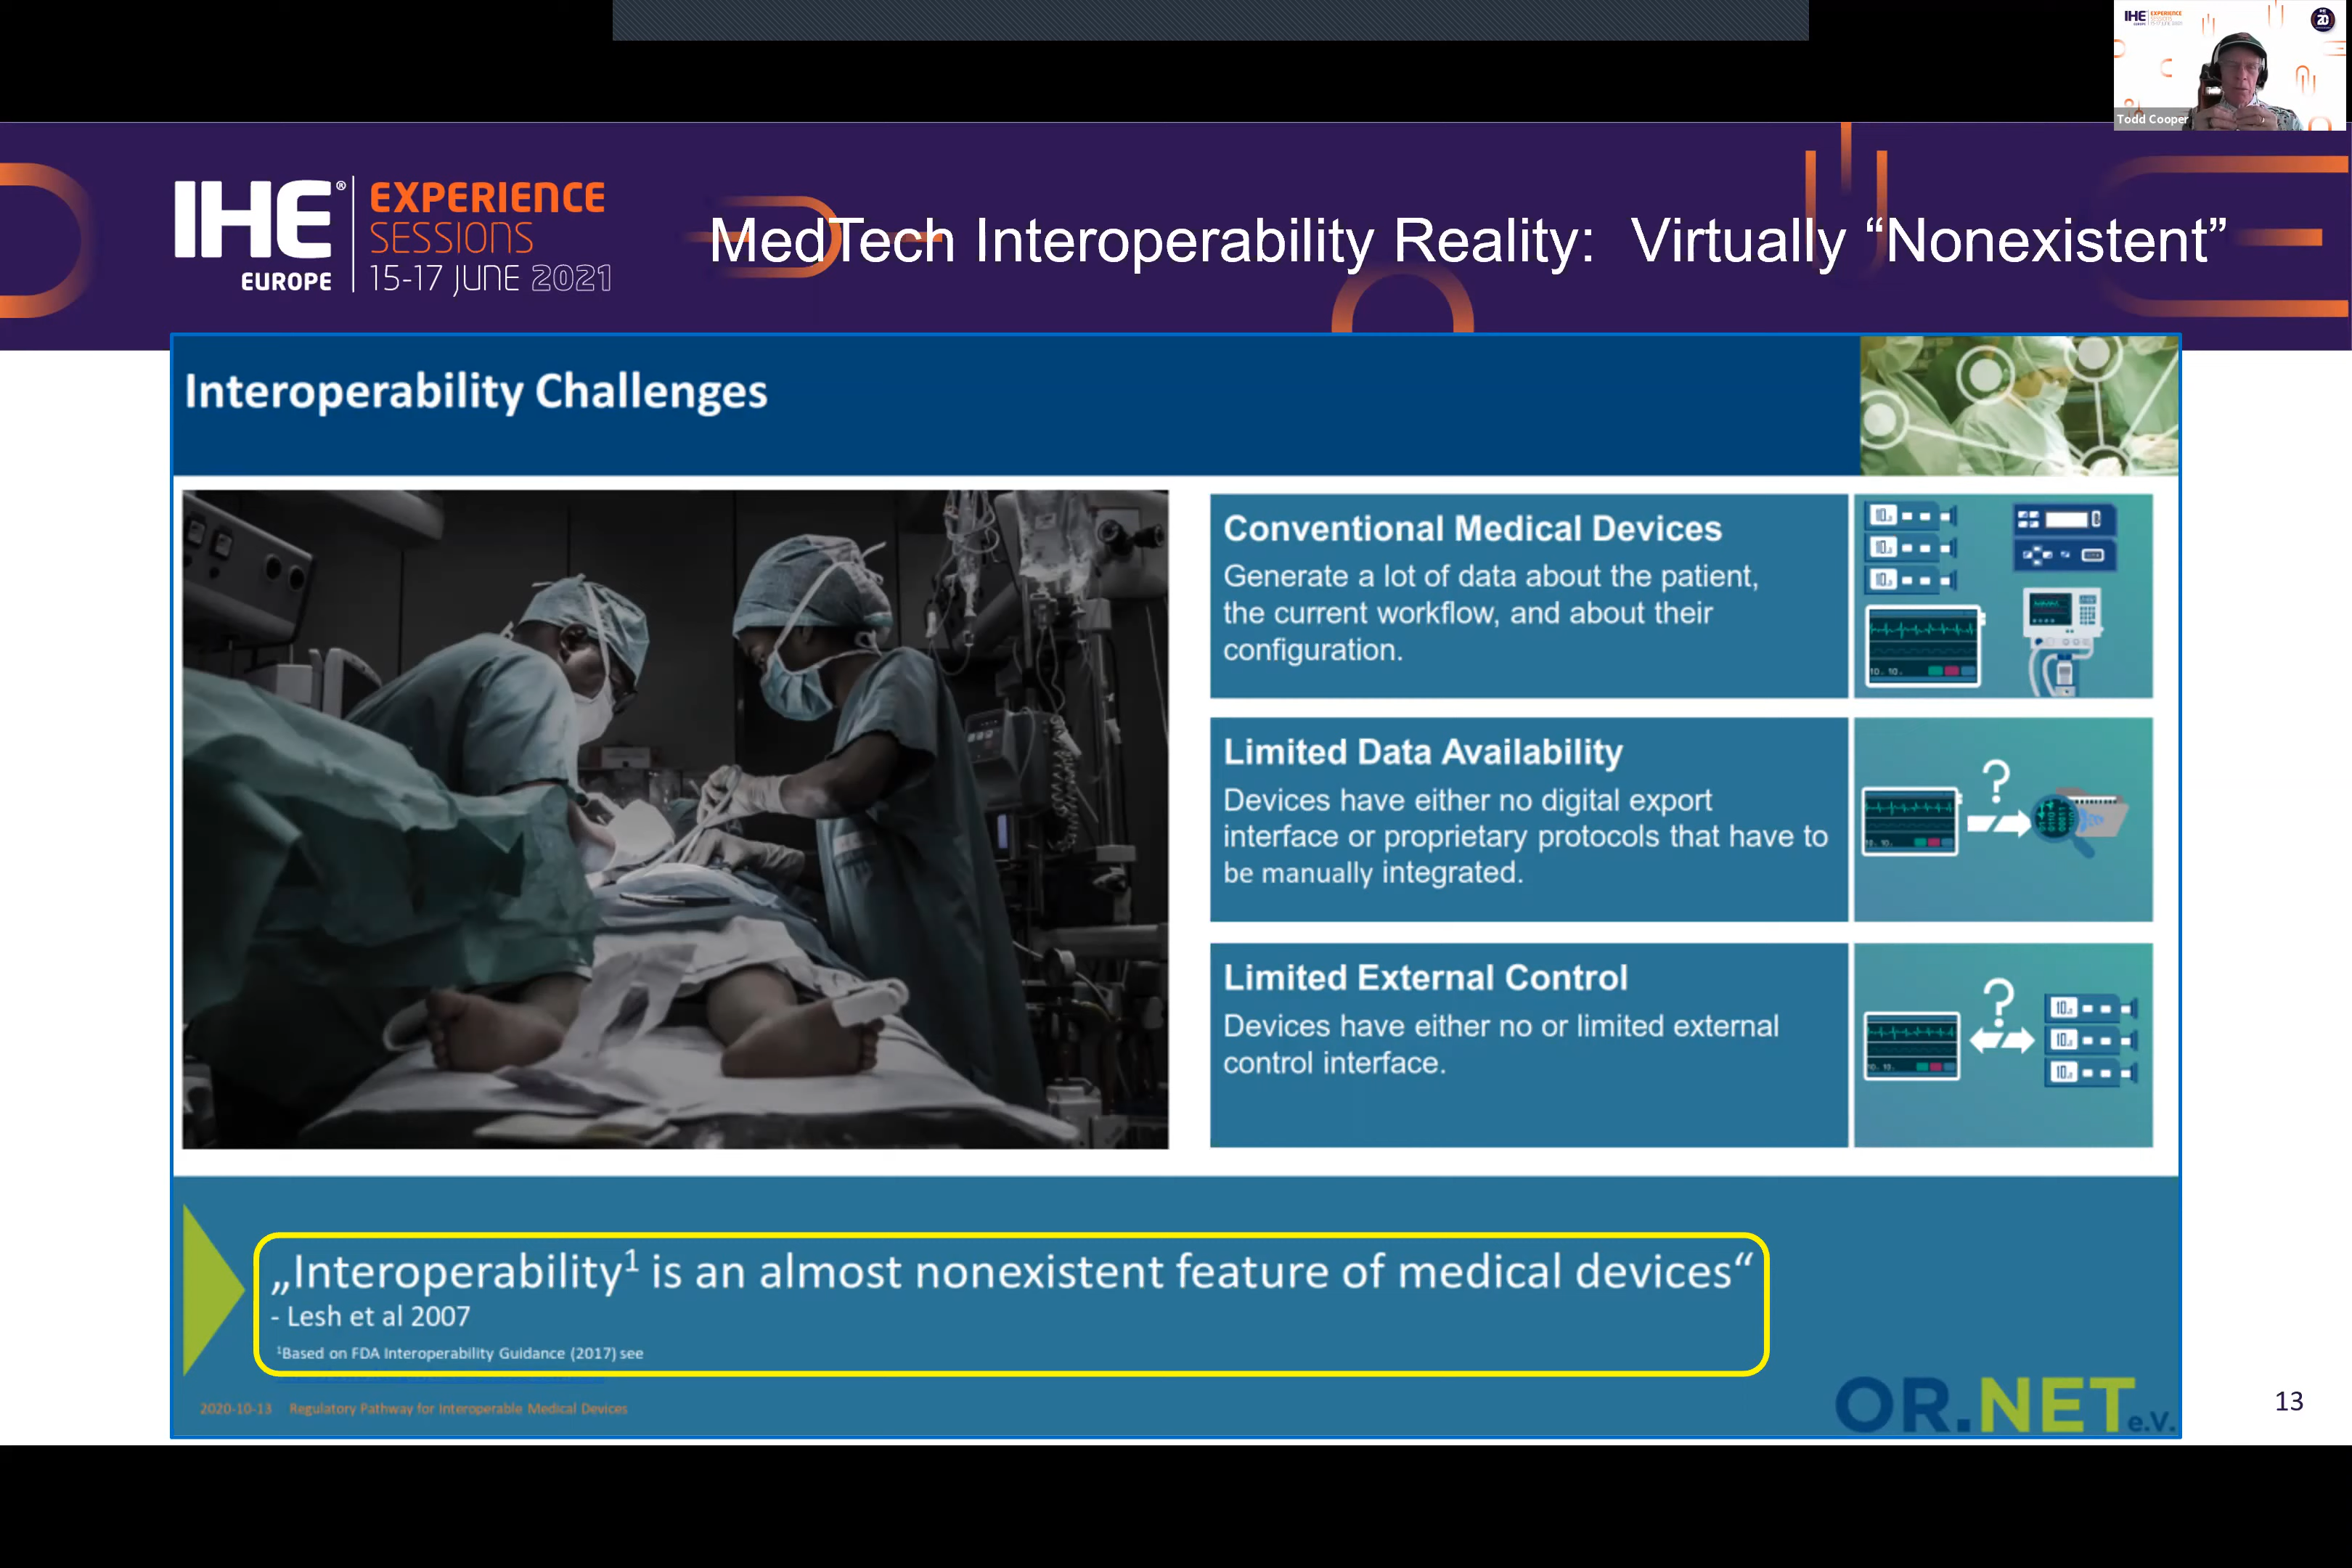 Todd Cooper
IHE® EXPERIENCE
SESSIONS
EUROPE 15-17 JUNE 2021
MedTech Interoperability Reality: Virtually “Nonexistent”
Interoperability Challenges
Conventional Medical Devices
Generate a lot of data about the patient,
the current workflow, and about their
configuration.
Limited Data Availability
Devices have either no digital export
interface or proprietary protocols that have to
be manually integrated.
Limited External Control
Devices have either no or limited external
control interface.
„Interoperability¹ is an almost nonexistent feature of medical devices“
- Lesh et al 2007
¹Based on FDA Interoperability Guidance (2017) see
2020-10-13 Regulatory Pathway for Interoperable Medical Devices
OR.NET e.V.
13